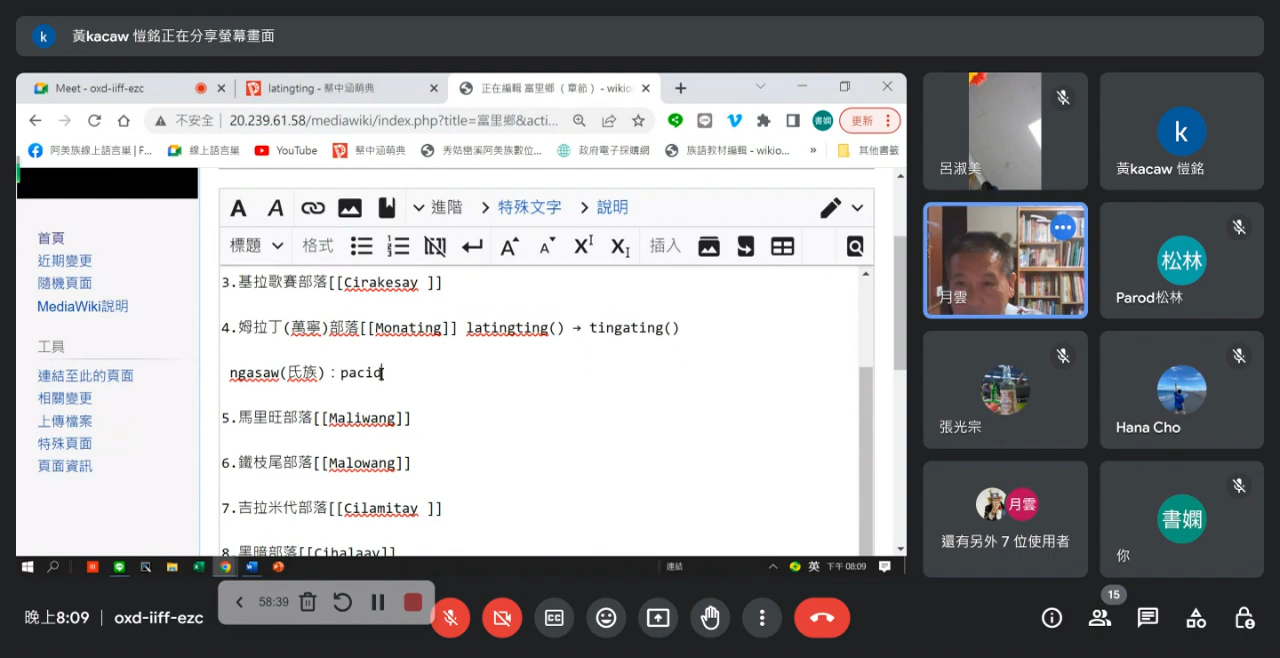 k 黃kacaw 愷銘正在分享螢幕畫面
Meet - oxd-iiff-ezc
latingting - 蔡中涵萌典
正在編輯 富里鄉（章節）- wikio
不安全 | 20.239.61.58/mediawiki/index.php?title=富里鄉&acti...
書嫻
更新
阿美族線上語言巢 | F...
線上語言巢
YouTube
蔡中涵萌典
秀姑巒溪阿美族數位...
政府電子採購網
族語教材編輯 - wikio...
»
其他書籤
首頁
近期變更
隨機頁面
MediaWiki說明
工具
連結至此的頁面
相關變更
上傳檔案
特殊頁面
頁面資訊
A A 進階 特殊文字 說明
標題 格式 A A X X 插入
3.基拉歌賽部落[[Cirakesay ]]
4.姆拉丁(萬寧)部落[[Monating]] latingting() → tingating()
ngasaw(氏族)：pacid
5.馬里旺部落[[Maliwang]]
6.鐵枝尾部落[[Malowang]]
7.吉拉米代部落[[Cilamitay ]]
8.黑暗部落[[Cihalaay]]
連結
英 下午 08:09
呂淑美
k
黃kacaw 愷銘
月雲
松林
Parod松林
張光宗
Hana Cho
月雲
還有另外 7 位使用者
書嫻
你
晚上8:09 | oxd-iiff-ezc
58:39
15